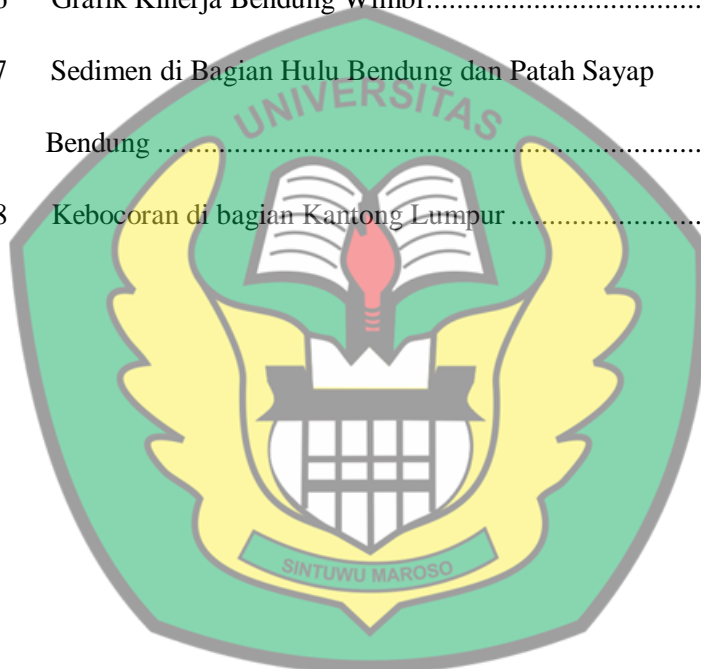 Grafik Kinerja Bendung Wimbi..............................
7 Sedimen di Bagian Hulu Bendung dan Patah Sayap
Bendung ........................................................................
8 Kebocoran di bagian Kantong Lumpur .........................
UNIVERSITAS
SINTUWU MAROSO